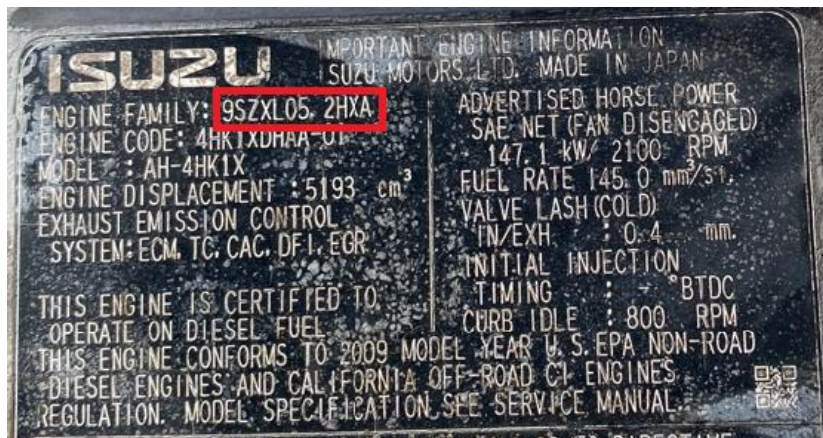 ISUZU
IMPORTANT ENGINE INFORMATION
ISUZU MOTORS LTD. MADE IN JAPAN
ENGINE FAMILY: 9SZXL05. 2HXA
ENGINE CODE: 4HK1XDHAA-01
MODEL : AH-4HK1X
ENGINE DISPLACEMENT : 5193 cm³
EXHAUST EMISSION CONTROL
SYSTEM: ECM, TC, CAC, DFI, EGR
THIS ENGINE IS CERTIFIED TO
OPERATE ON DIESEL FUEL.
ADVERTISED HORSE POWER
SAE NET (FAN DISENGAGED)
147.1 kW/ 2100 RPM
FUEL RATE 145.0 mm³/st.
VALVE LASH (COLD)
IN/EXH : 0.4 mm.
INITIAL INJECTION
TIMING : - °BTDC
CURB IDLE : 800 RPM
THIS ENGINE CONFORMS TO 2009 MODEL YEAR U.S. EPA NON-ROAD
DIESEL ENGINES AND CALIFORNIA OFF-ROAD CI ENGINES
REGULATION. MODEL SPECIFICATION SEE SERVICE MANUAL.